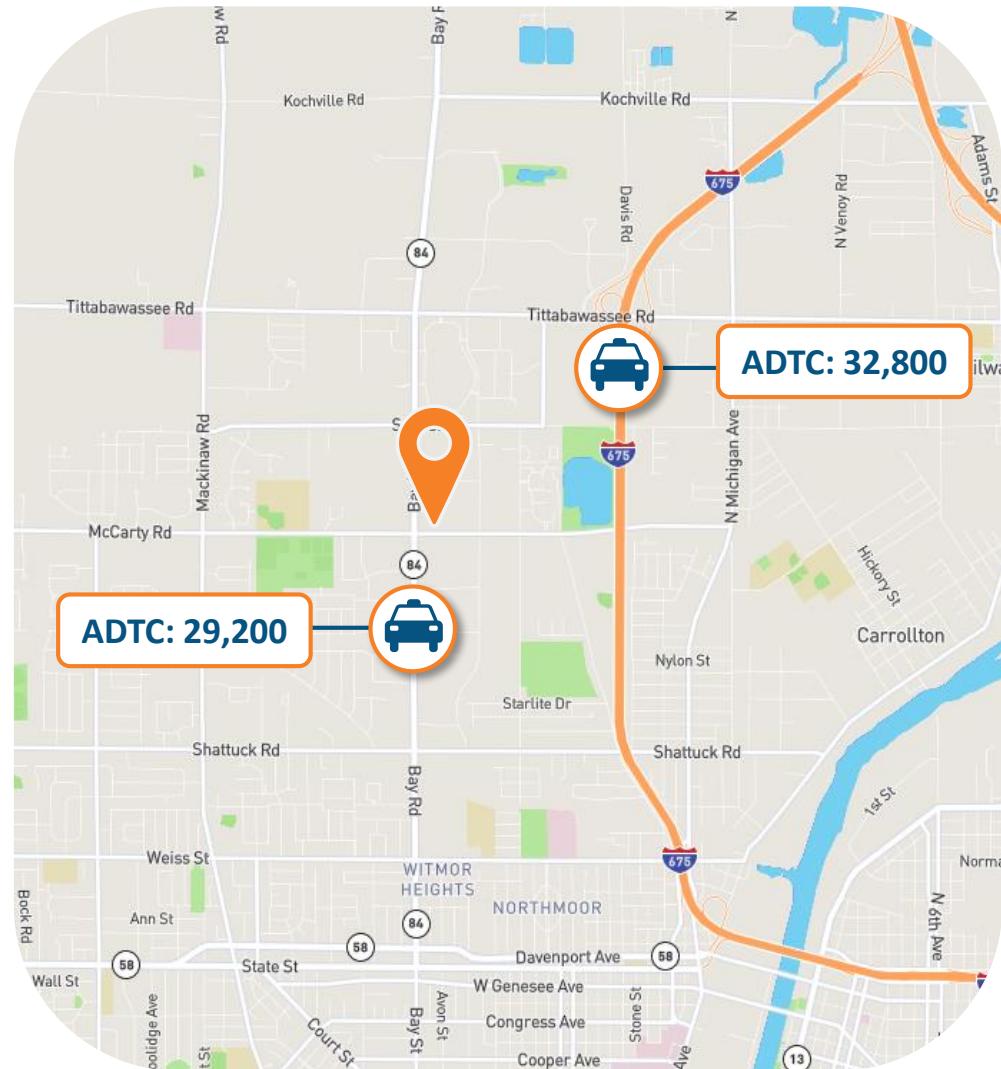 Kochville Rd
Kochville Rd
Adams St
675
Davis Rd
N Venoy Rd
84
Tittabawassee Rd
Tittabawassee Rd
ADTC: 32,800
Mackinaw Rd
675
N Michigan Ave
McCarty Rd
84
Hickory St
ADTC: 29,200
Carrollton
Nylon St
Starlite Dr
Shattuck Rd
Shattuck Rd
Bay Rd
1st St
Weiss St
675
WITMOR
HEIGHTS
NORTHMOOR
Bock Rd
Ann St
84
N 6th Ave
58
58
State St
Davenport Ave
58
Wall St
W Genesee Ave
Avon St
Stone St
Congress Ave
Court St
Bay St
Cooper Ave
Ave
13